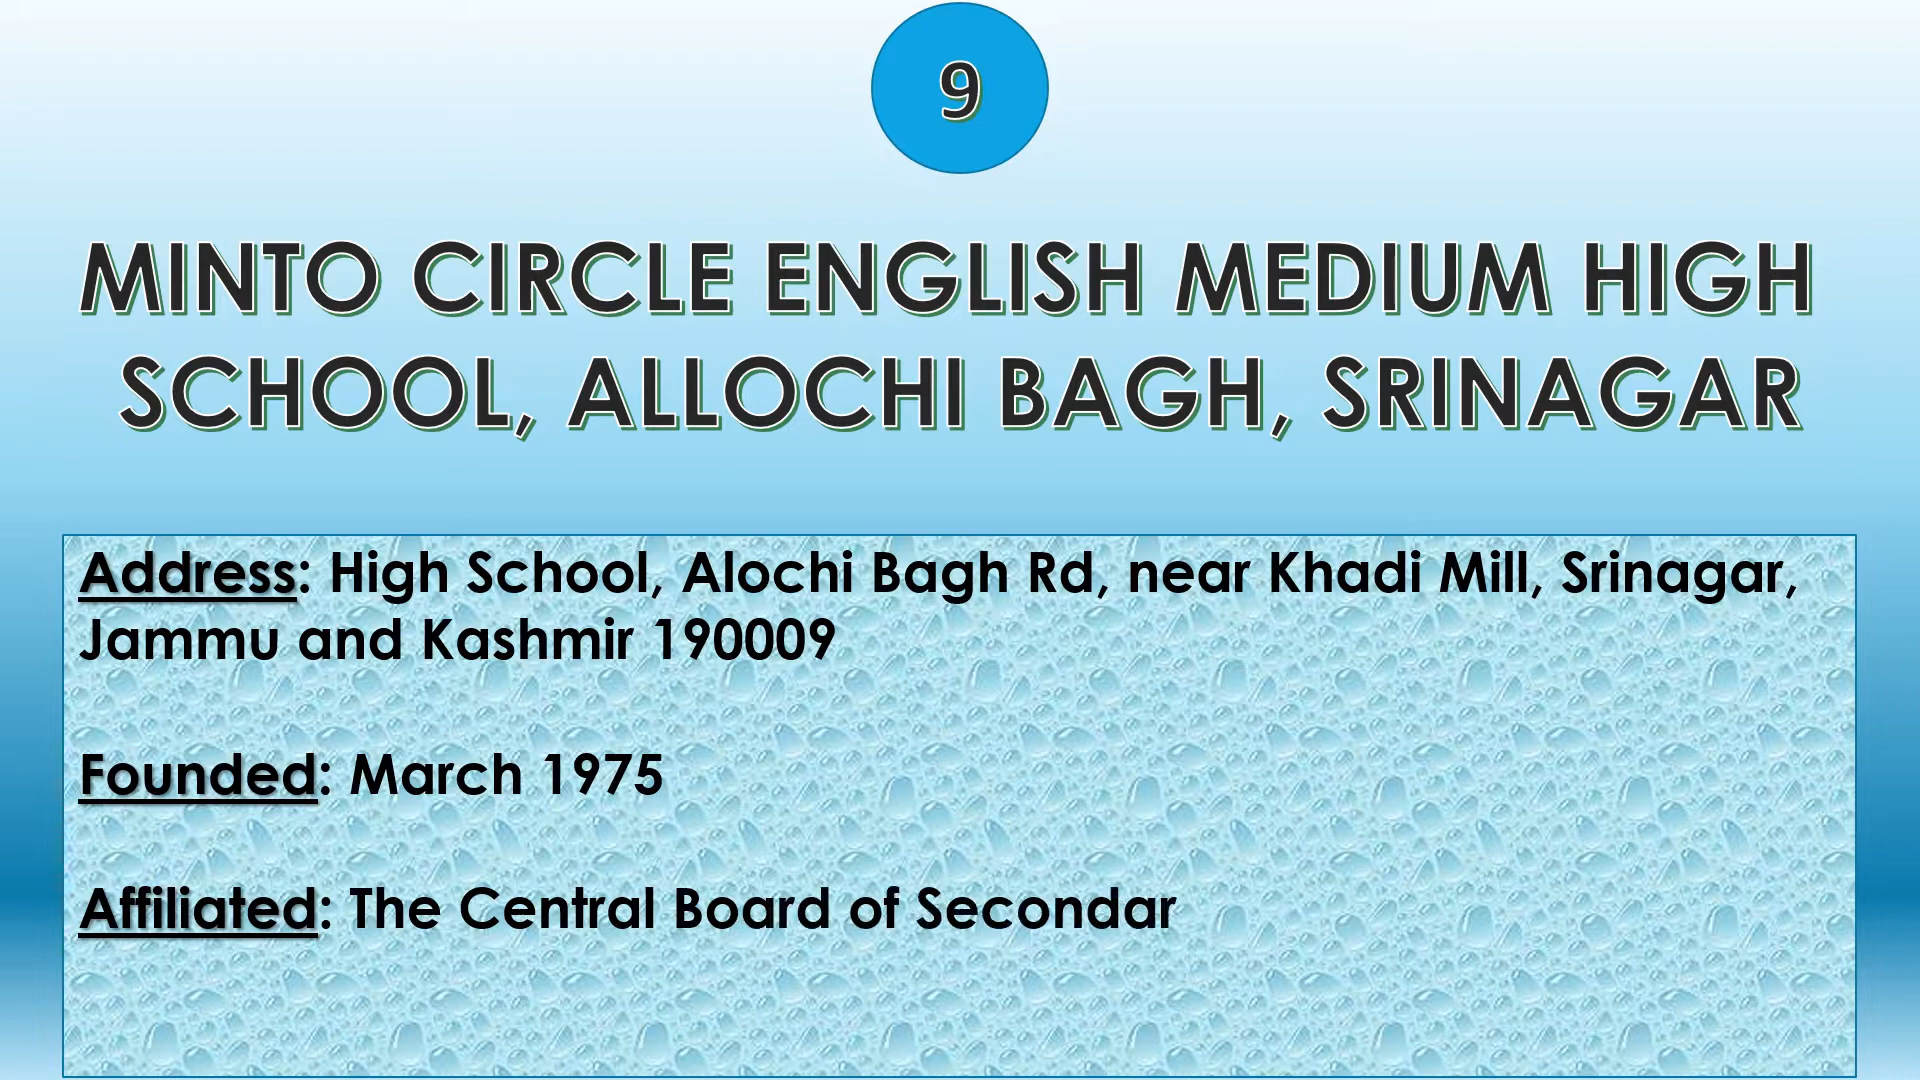 9
MINTO CIRCLE ENGLISH MEDIUM HIGH
SCHOOL, ALLOCHI BAGH, SRINAGAR
Address: High School, Alochi Bagh Rd, near Khadi Mill, Srinagar,
Jammu and Kashmir 190009
Founded: March 1975
Affiliated: The Central Board of Secondar